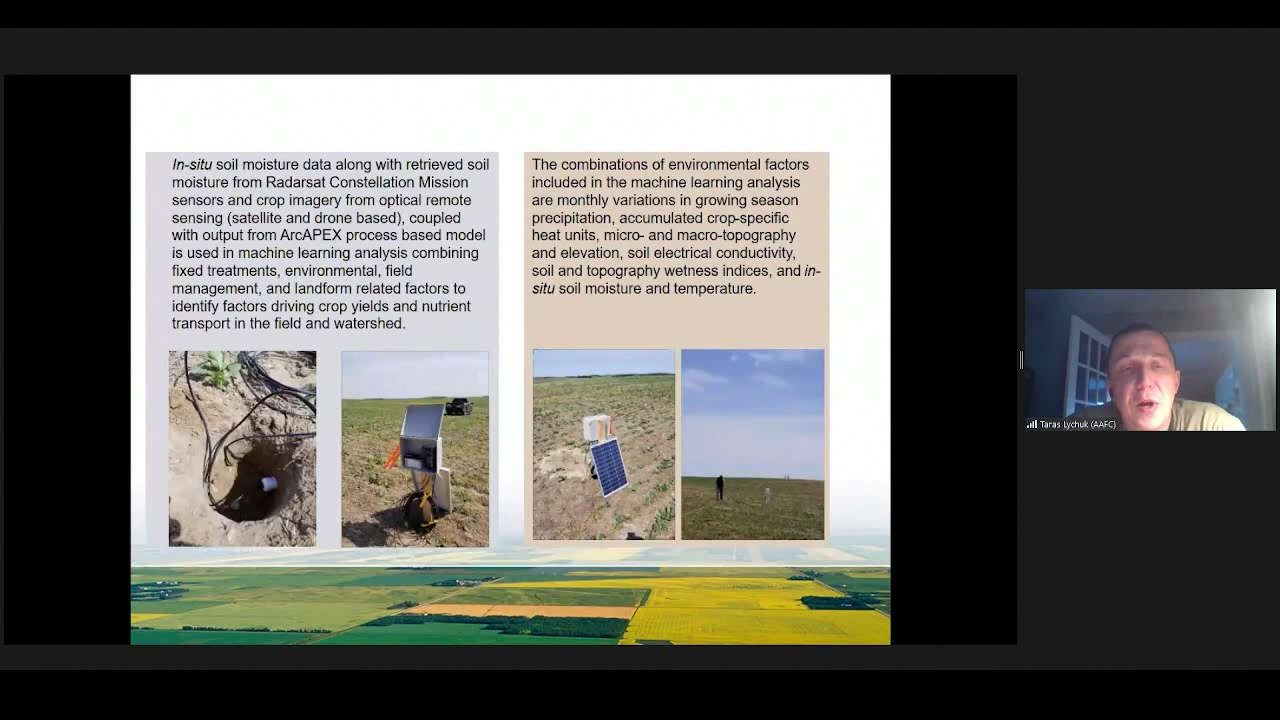 In-situ soil moisture data along with retrieved soil
moisture from Radarsat Constellation Mission
sensors and crop imagery from optical remote
sensing (satellite and drone based), coupled
with output from ArcAPEX process based model
is used in machine learning analysis combining
fixed treatments, environmental, field
management, and landform related factors to
identify factors driving crop yields and nutrient
transport in the field and watershed.
The combinations of environmental factors
included in the machine learning analysis
are monthly variations in growing season
precipitation, accumulated crop-specific
heat units, micro- and macro-topography
and elevation, soil electrical conductivity,
soil and topography wetness indices, and in-
situ soil moisture and temperature.
Taras Lychuk (AAFC)